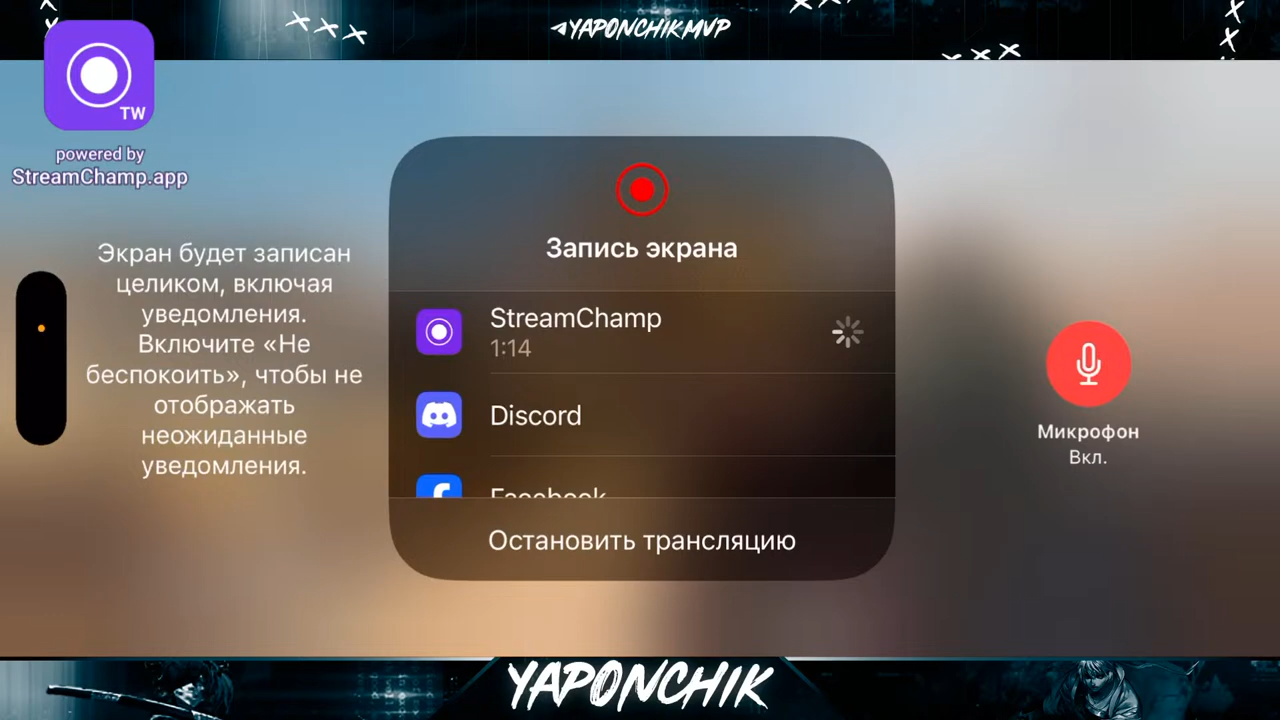 YAPONCHIKMVP
TW
powered by
StreamChamp.app
Экран будет записан
целиком, включая
уведомления.
Включите «Не
беспокоить», чтобы не
отображать
неожиданные
уведомления.
Запись экрана
StreamChamp
1:14
Discord
Facebook
Остановить трансляцию
Микрофон
Вкл.
YAPONCHIK